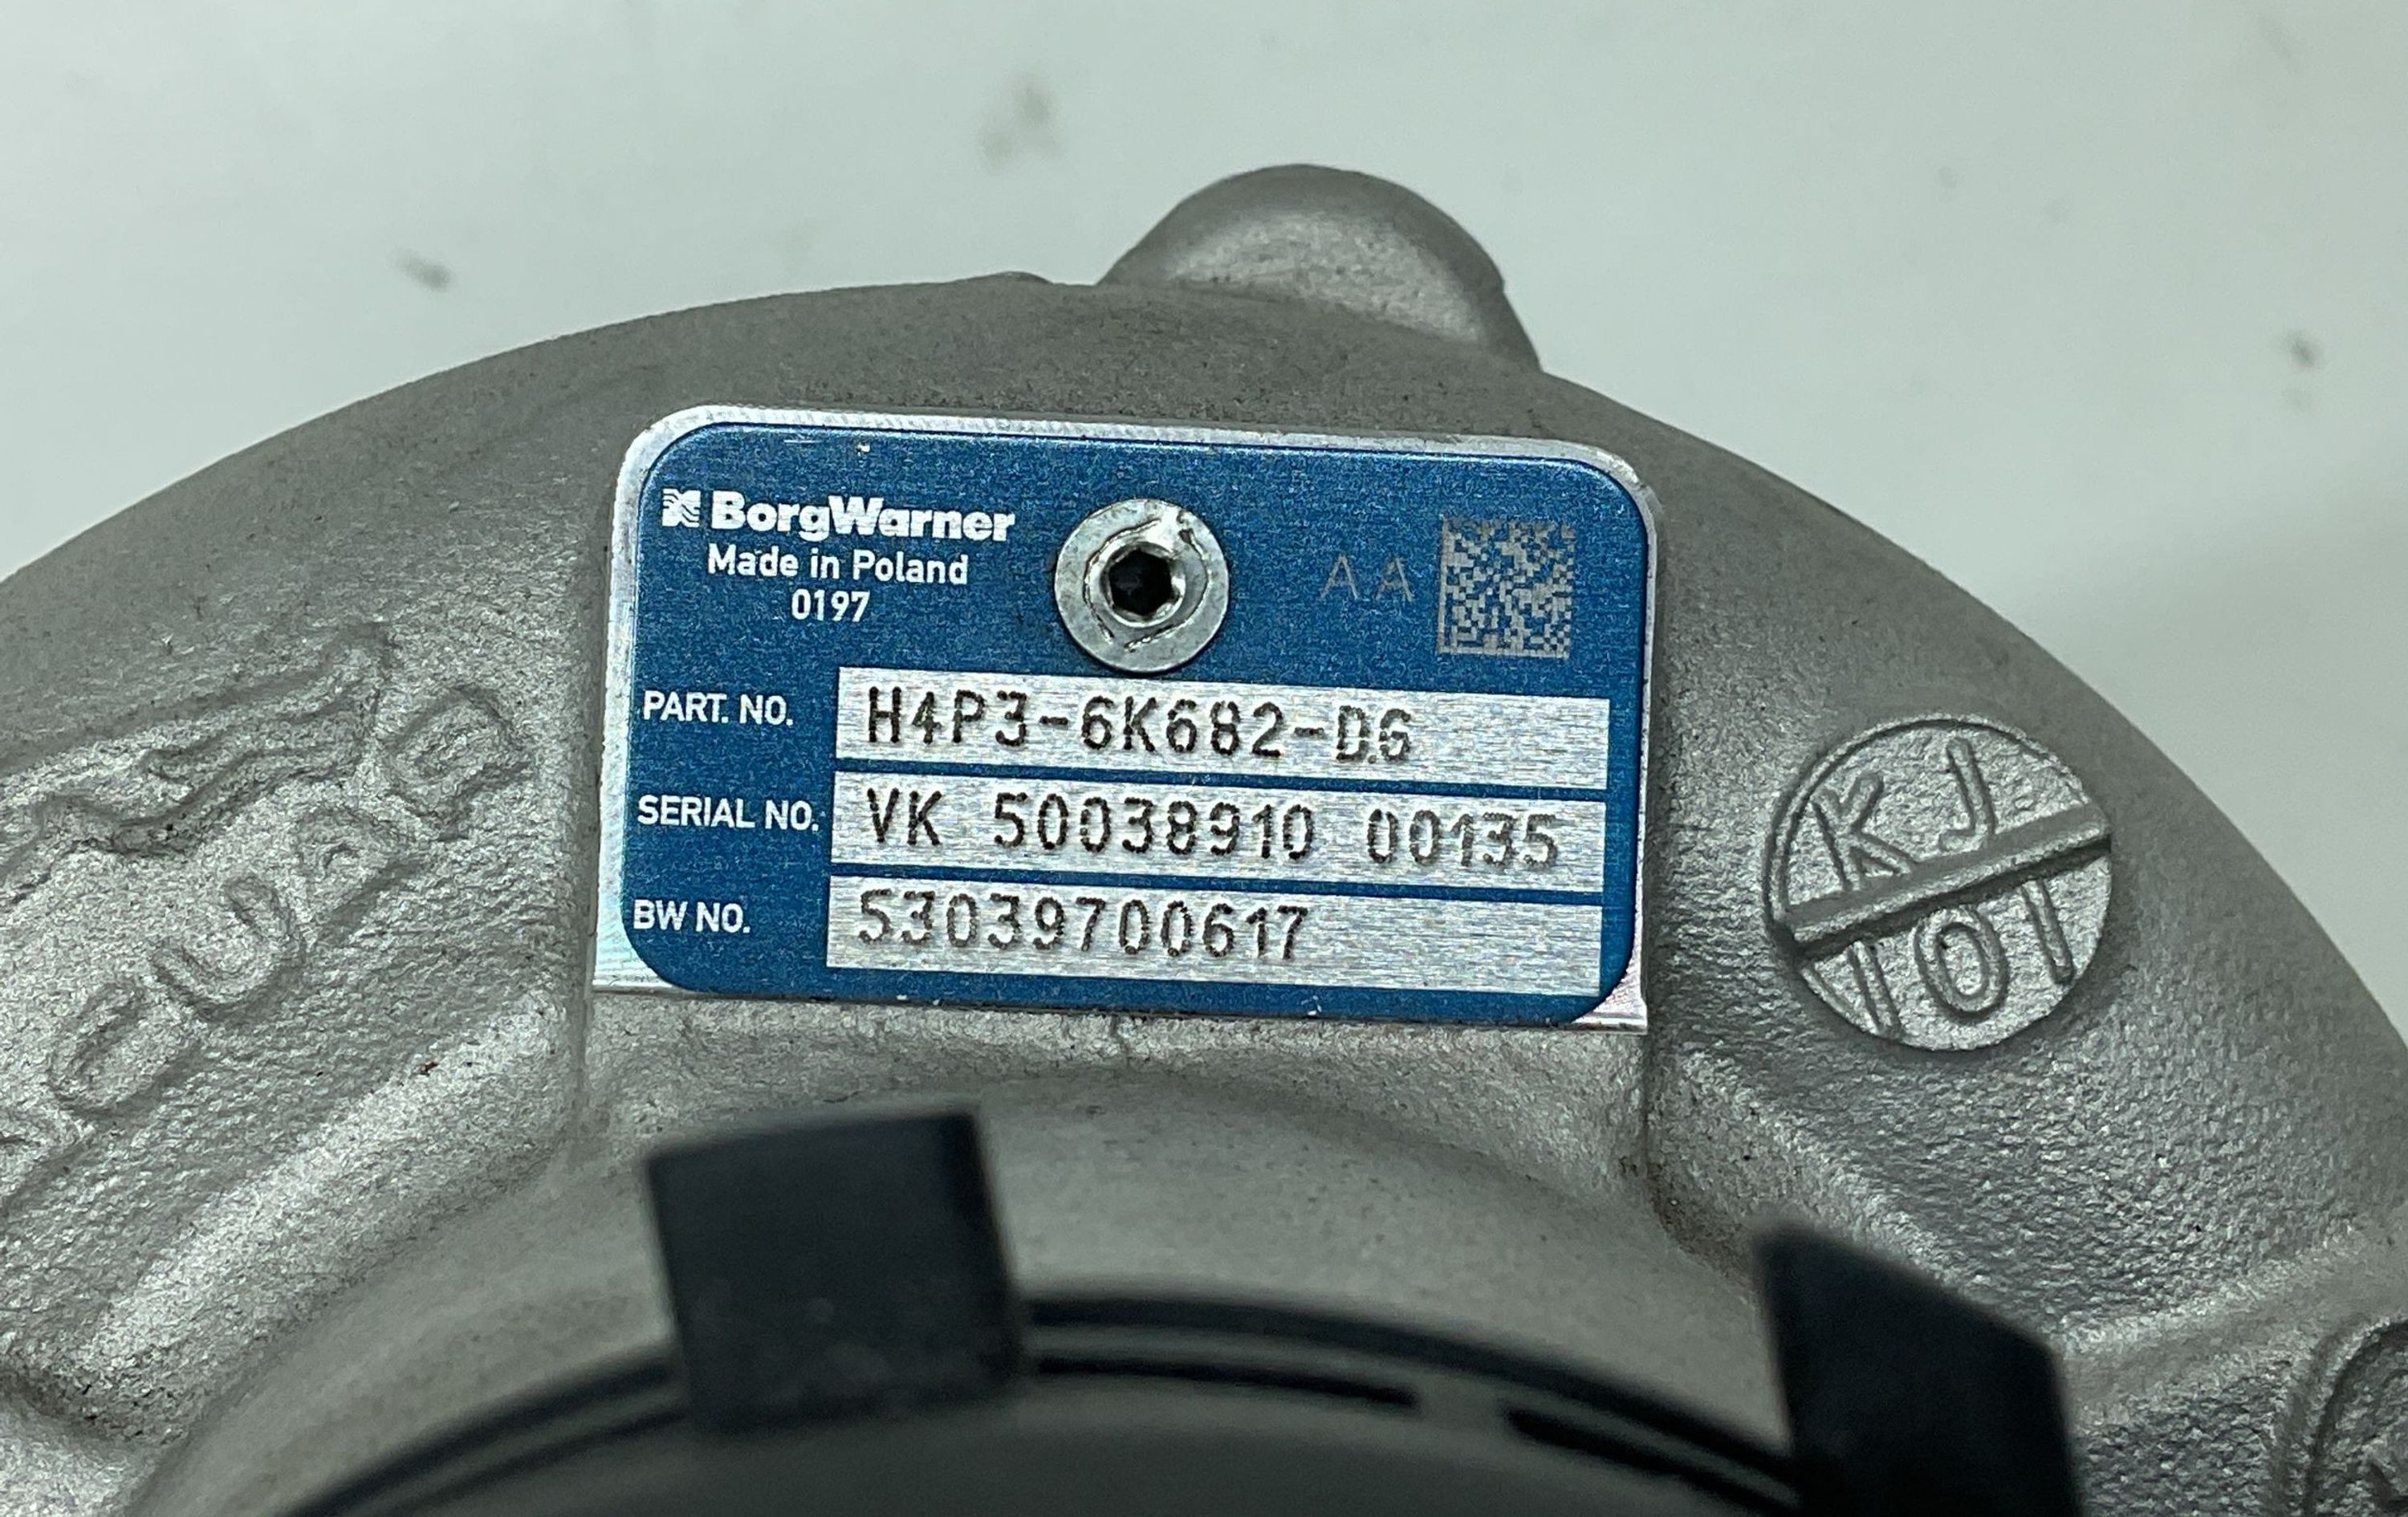 BorgWarner
Made in Poland
0197
AA
PART. NO. H4P3-6K682-DG
SERIAL NO. VK 50038910 00135
BW NO. 53039700617
KJ
101